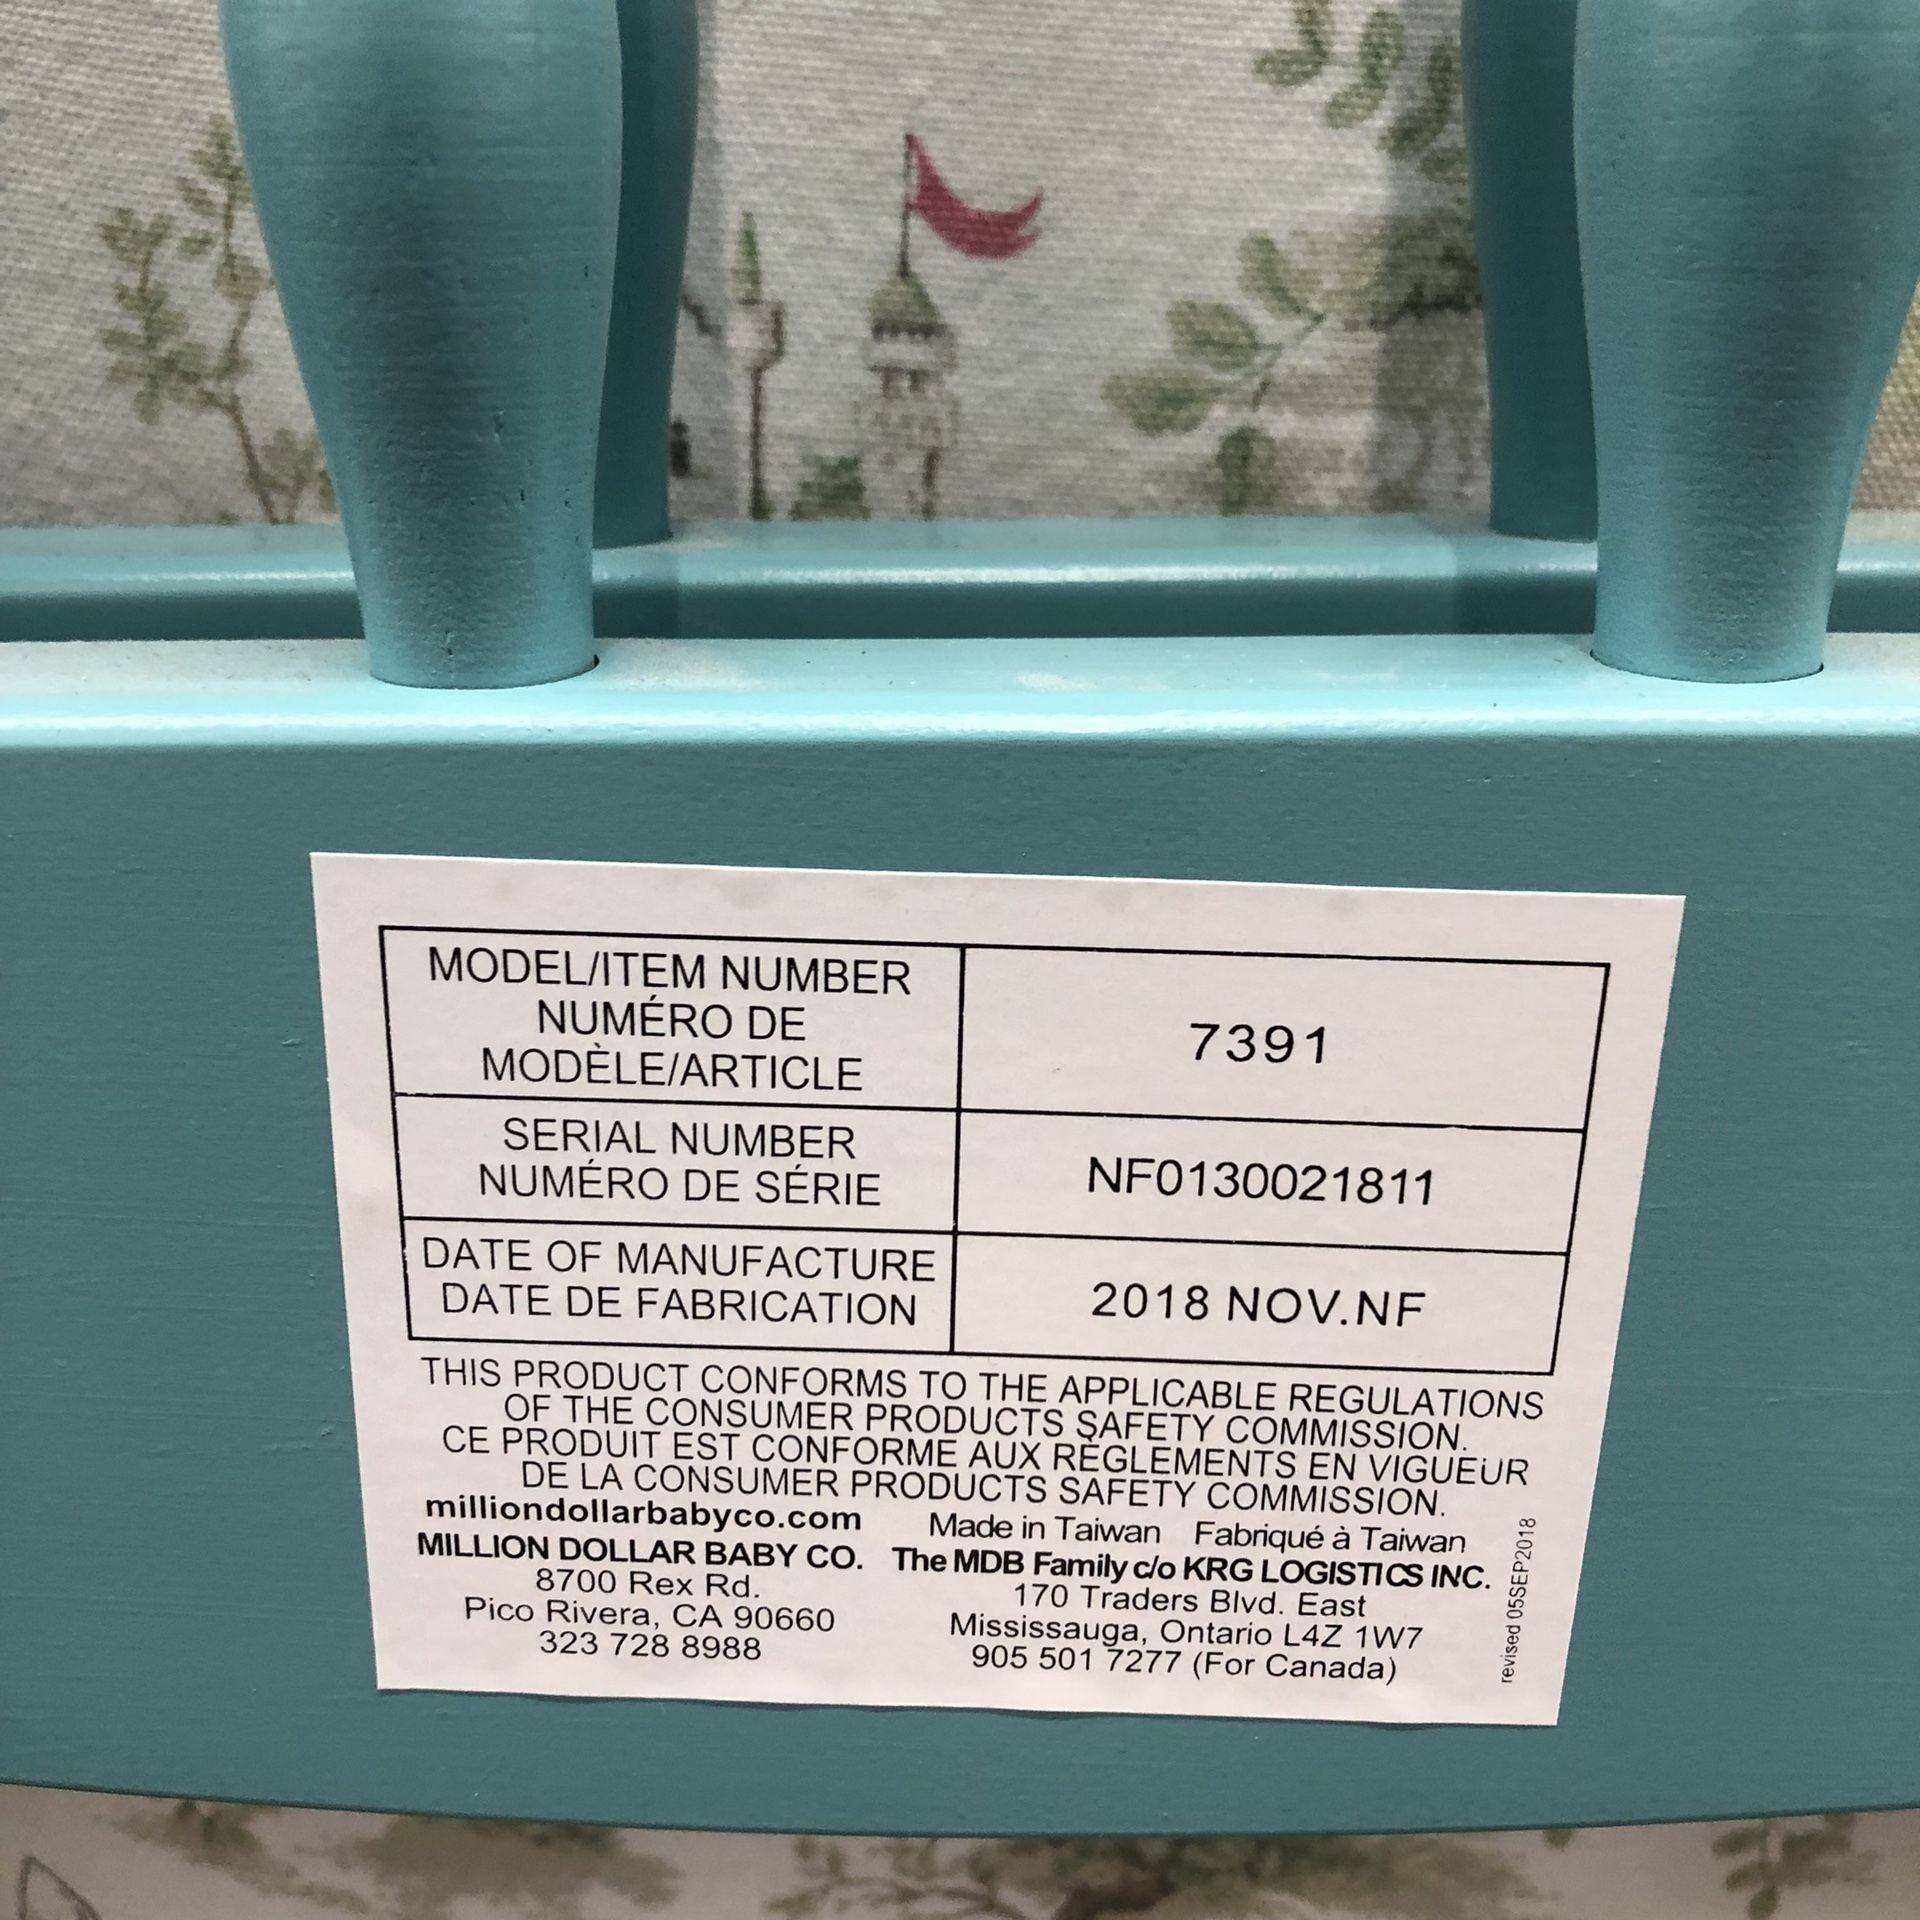 MODEL/ITEM NUMBER
NUMÉRO DE
MODÈLE/ARTICLE
7391
SERIAL NUMBER
NUMÉRO DE SÉRIE
NF0130021811
DATE OF MANUFACTURE
DATE DE FABRICATION
2018 NOV.NF
THIS PRODUCT CONFORMS TO THE APPLICABLE REGULATIONS
OF THE CONSUMER PRODUCTS SAFETY COMMISSION.
CE PRODUIT EST CONFORME AUX RÈGLEMENTS EN VIGUEUR
DE LA CONSUMER PRODUCTS SAFETY COMMISSION.
milliondollarbabyco.com
MILLION DOLLAR BABY CO.
8700 Rex Rd.
Pico Rivera, CA 90660
323 728 8988
Made in Taiwan Fabriqué à Taiwan
The MDB Family c/o KRG LOGISTICS INC.
170 Traders Blvd. East
Mississauga, Ontario L4Z 1W7
905 501 7277 (For Canada)
revised 05SEP2018